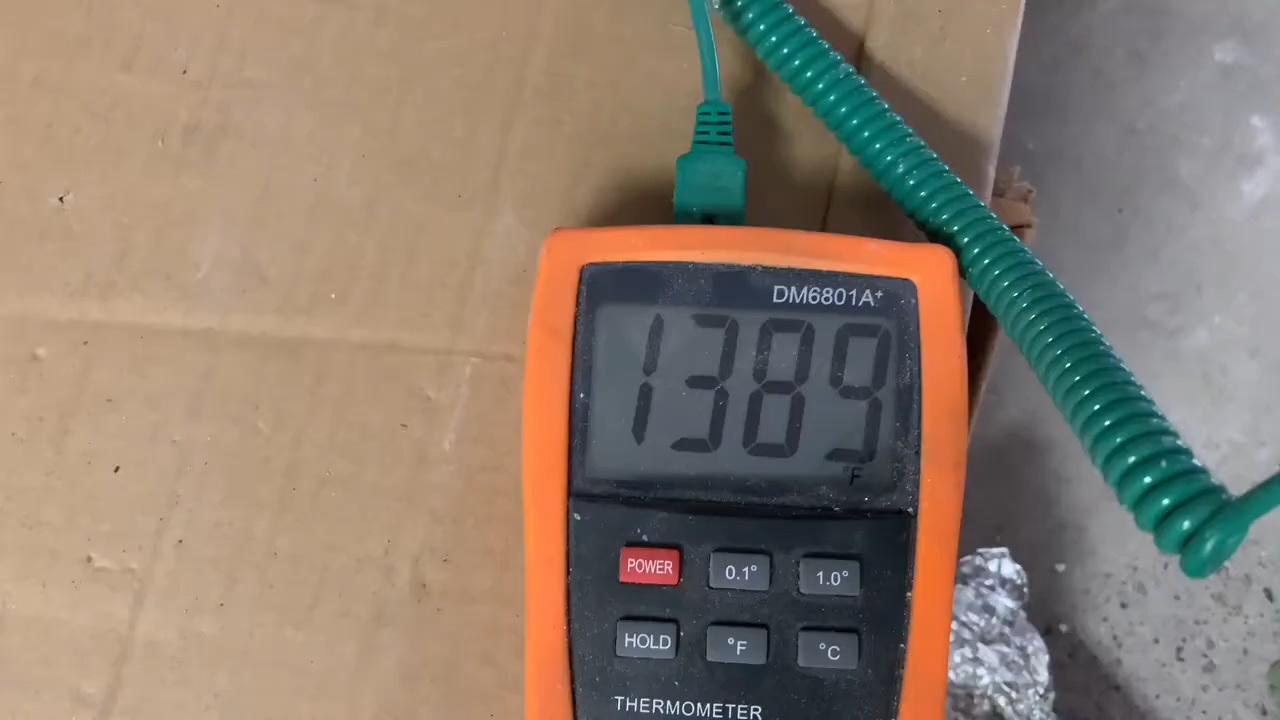 DM6801A+
1389
°F
POWER 0.1° 1.0°
HOLD °F °C
THERMOMETER